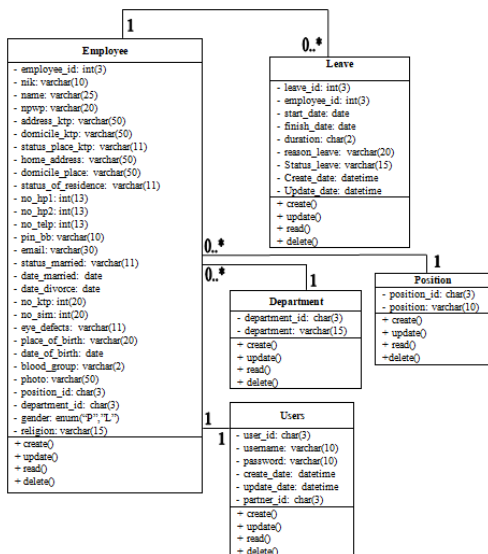 1
0..*
Employee
- employee_id: int(3)
- nik: varchar(10)
- name: varchar(25)
- npwp: varchar(20)
- address_ktp: varchar(50)
- domicile_ktp: varchar(50)
- status_place_ktp: varchar(11)
- home_address: varchar(50)
- domicile_place: varchar(50)
- status_of_residence: varchar(11)
- no_hp1: int(13)
- no_hp2: int(13)
- no_telp: int(13)
- pin_bb: varchar(10)
- email: varchar(30)
- status_married: varchar(11)
- date_married: date
- date_divorce: date
- no_ktp: int(20)
- no_sim: int(20)
- eye_defects: varchar(11)
- place_of_birth: varchar(20)
- date_of_birth: date
- blood_group: varchar(2)
- photo: varchar(50)
- position_id: char(3)
- department_id: char(3)
- gender: enum("P","L")
- religion: varchar(15)
+ create()
+ update()
+ read()
+ delete()
Leave
- leave_id: int(3)
- employee_id: int(3)
- start_date: date
- finish_date: date
- duration: char(2)
- reason_leave: varchar(20)
- Status_leave: varchar(15)
- Create_date: datetime
- Update_date: datetime
+ create()
+ update()
+ read()
+ delete()
0..*
1
0..*
1
Position
- position_id: char(3)
- position: varchar(10)
+ create()
+ update()
+ read()
+delete()
Department
- department_id: char(3)
- department: varchar(15)
+ create()
+ update()
+ read()
+ delete()
1
1
Users
- user_id: char(3)
- username: varchar(10)
- password: varchar(10)
- create_date: datetime
- update_date: datetime
- partner_id: char(3)
+ create()
+ update()
+ read()
+ delete()